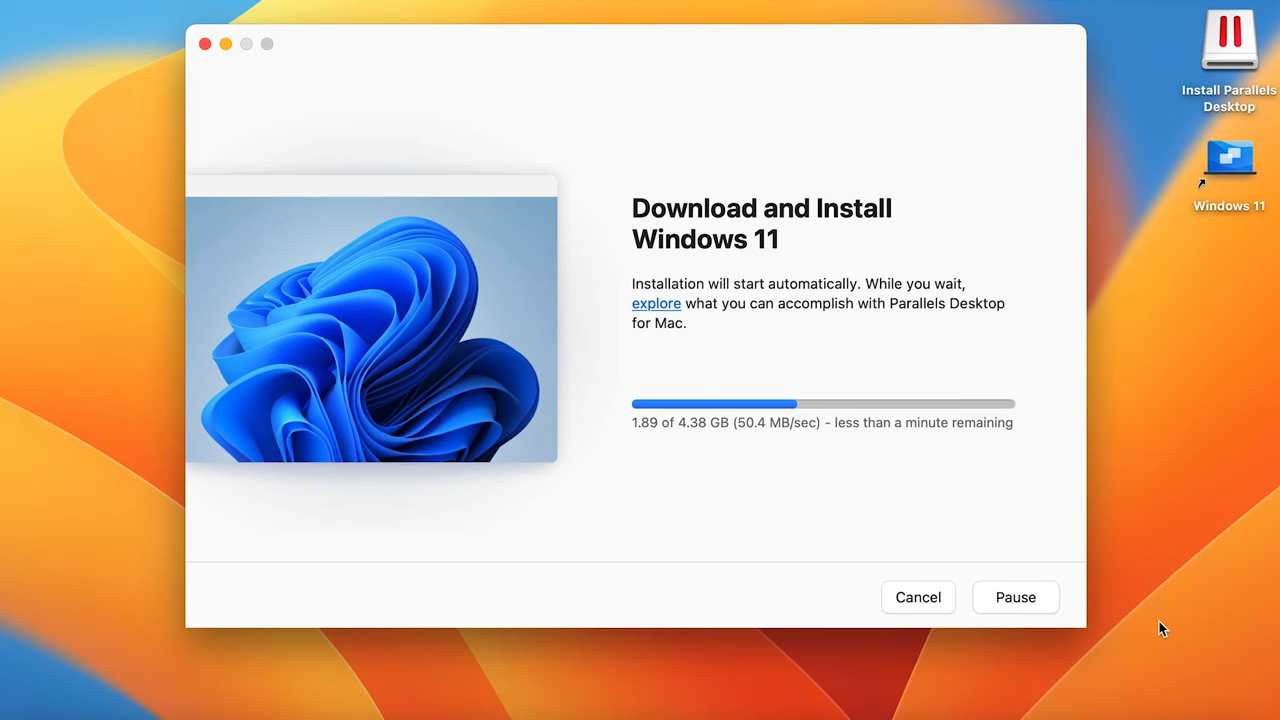 Install Parallels
Desktop
Windows 11
Download and Install
Windows 11
Installation will start automatically. While you wait,
explore what you can accomplish with Parallels Desktop
for Mac.
1.89 of 4.38 GB (50.4 MB/sec) - less than a minute remaining
Cancel
Pause